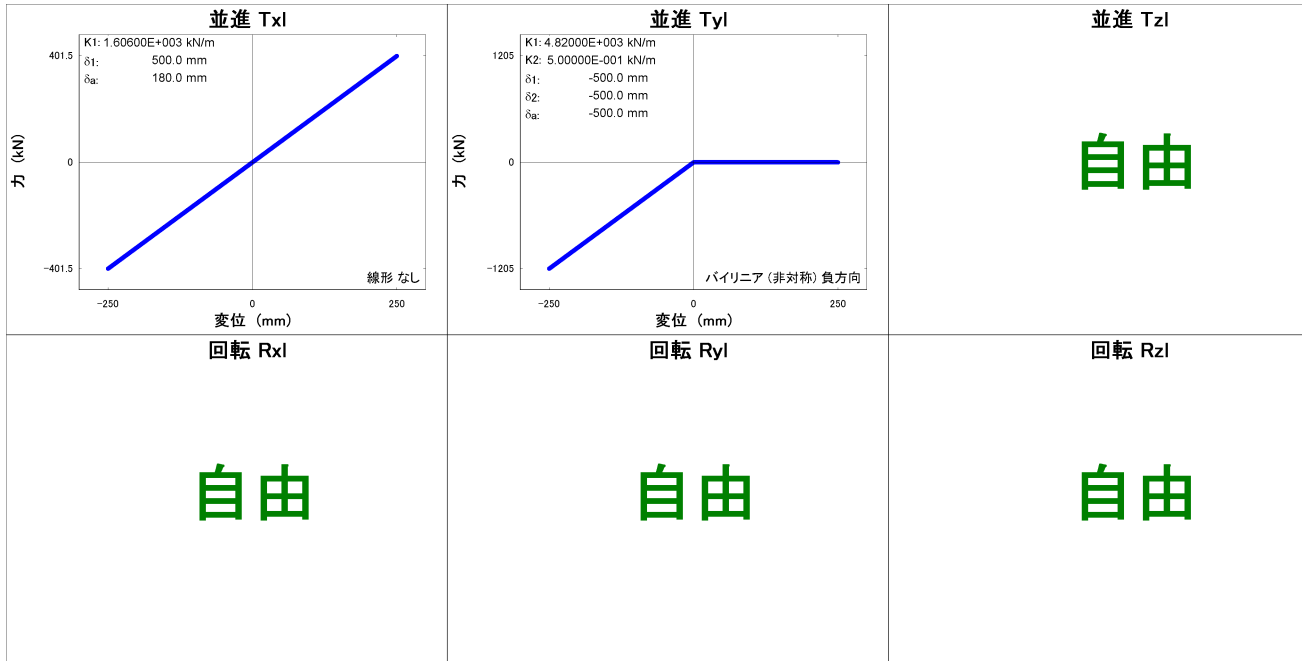 並進 Txl
K1: 1.60600E+003 kN/m
δ1: 500.0 mm
δa: 180.0 mm
401.5
0
-401.5
力 (kN)
-250
0
250
変位 (mm)
線形 なし
並進 Tyl
K1: 4.82000E+003 kN/m
K2: 5.00000E-001 kN/m
δ1: -500.0 mm
δ2: -500.0 mm
δa: -500.0 mm
1205
0
-1205
力 (kN)
-250
0
250
変位 (mm)
バイリニア (非対称) 負方向
並進 Tzl
自由
回転 Rxl
自由
回転 Ryl
自由
回転 Rzl
自由